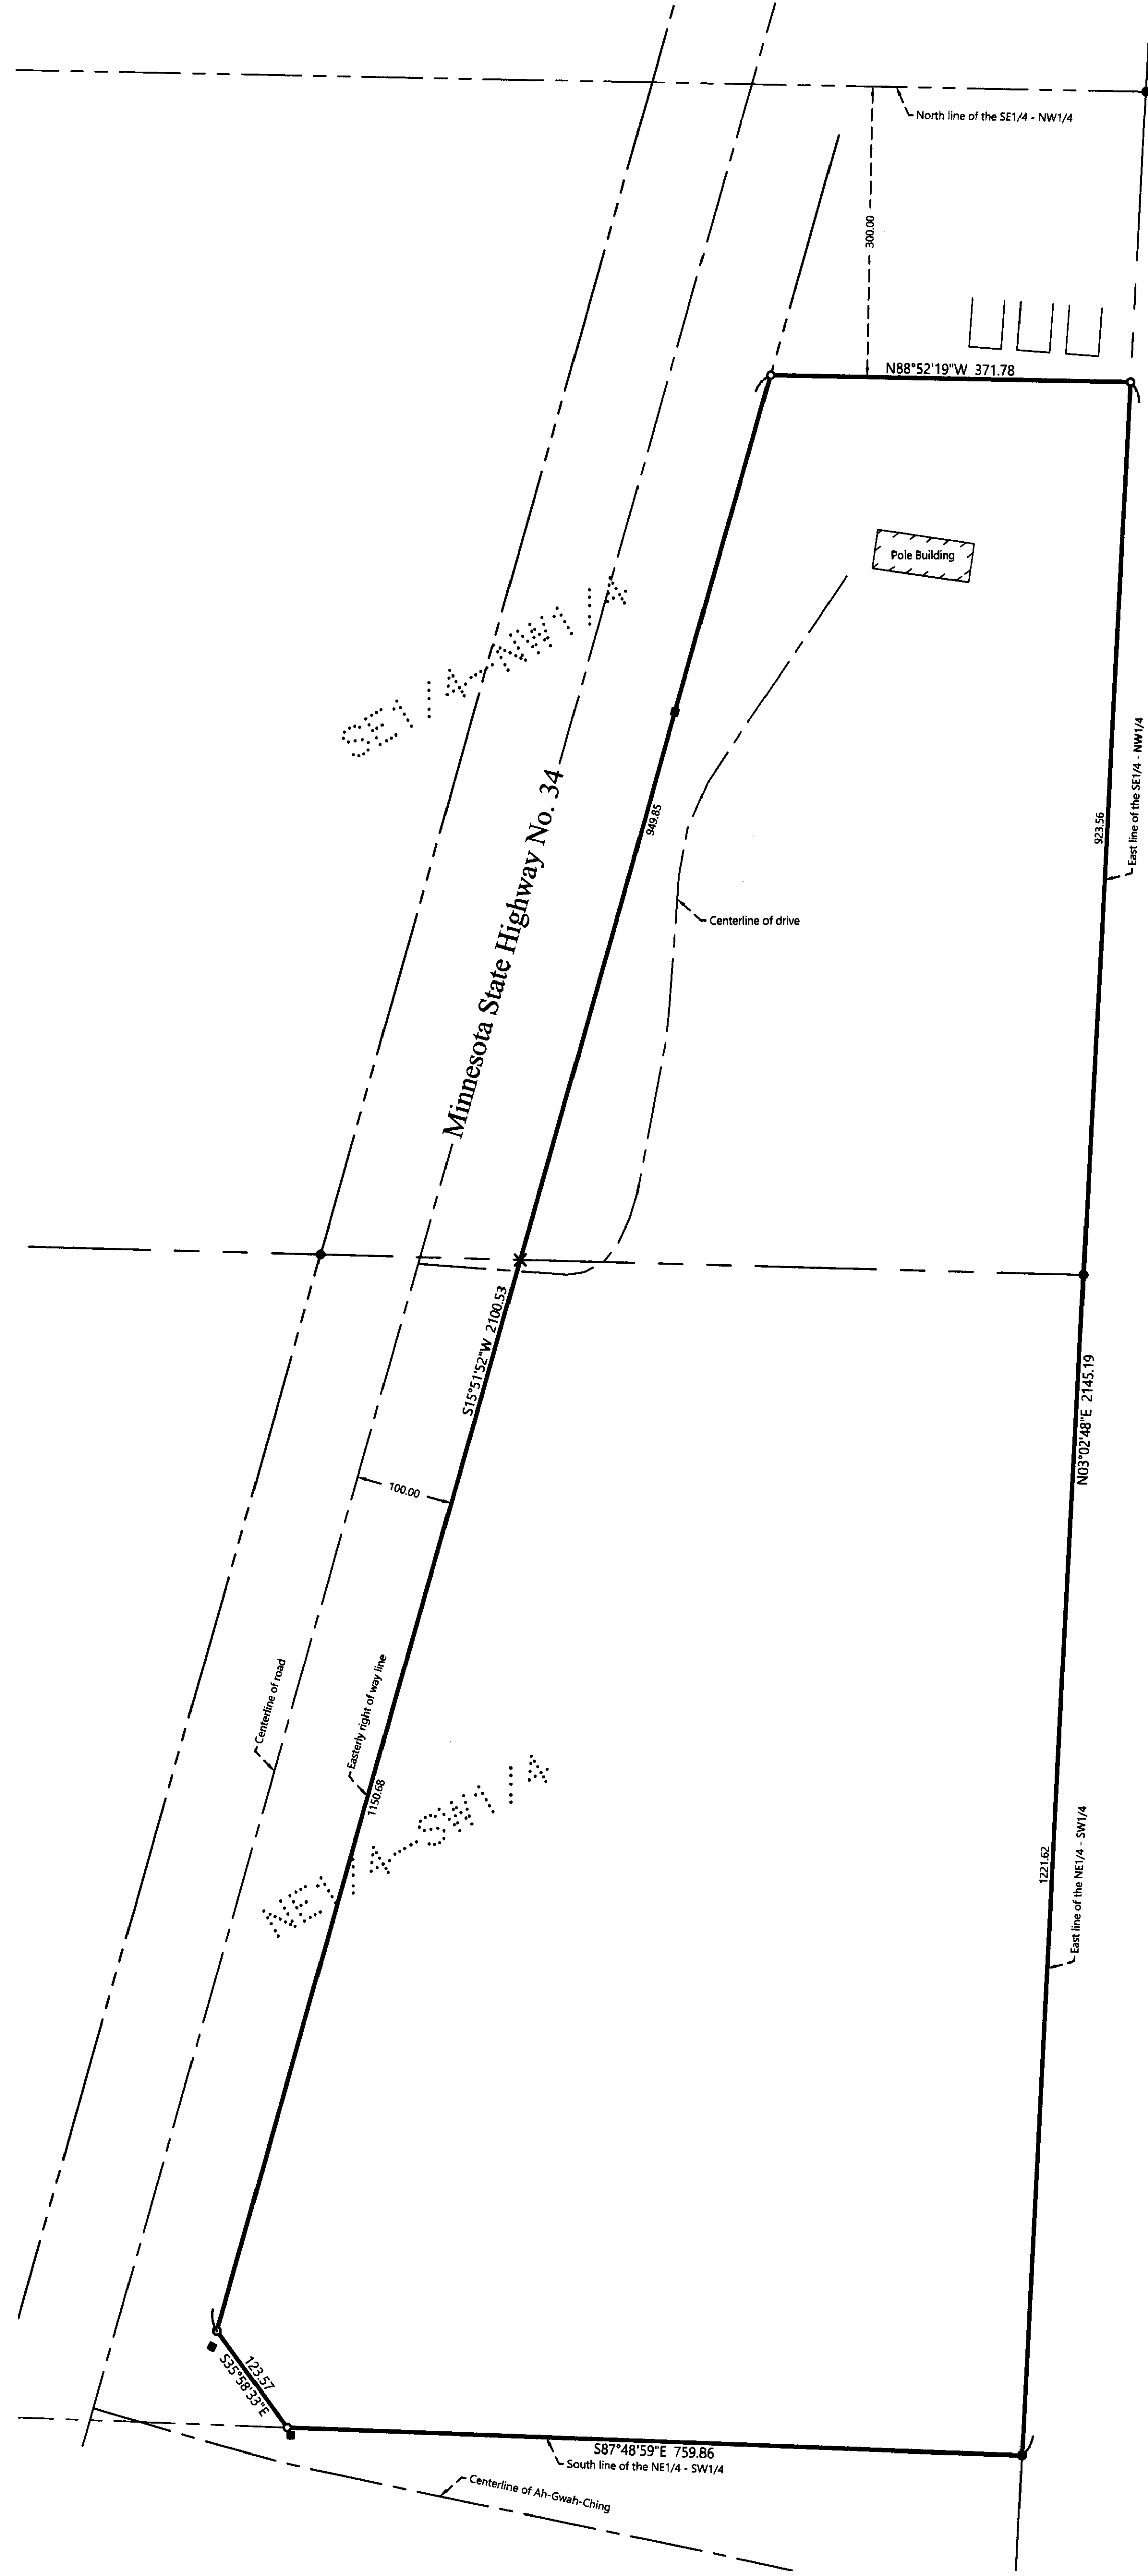 North line of the SE1/4 - NW1/4
300.00
N88°52'19"W 371.78
Pole Building
SE1/4-NW1/4
Minnesota State Highway No. 34
949.85
923.56
East line of the SE1/4 - NW1/4
Centerline of drive
S15°51'52"W 2100.53
N03°02'48"E 2145.19
100.00
Centerline of road
Easterly right of way line
1150.68
NE1/4-SW1/4
1221.62
East line of the NE1/4 - SW1/4
123.57
S35°58'33"E
S87°48'59"E 759.86
South line of the NE1/4 - SW1/4
Centerline of Ah-Gwah-Ching